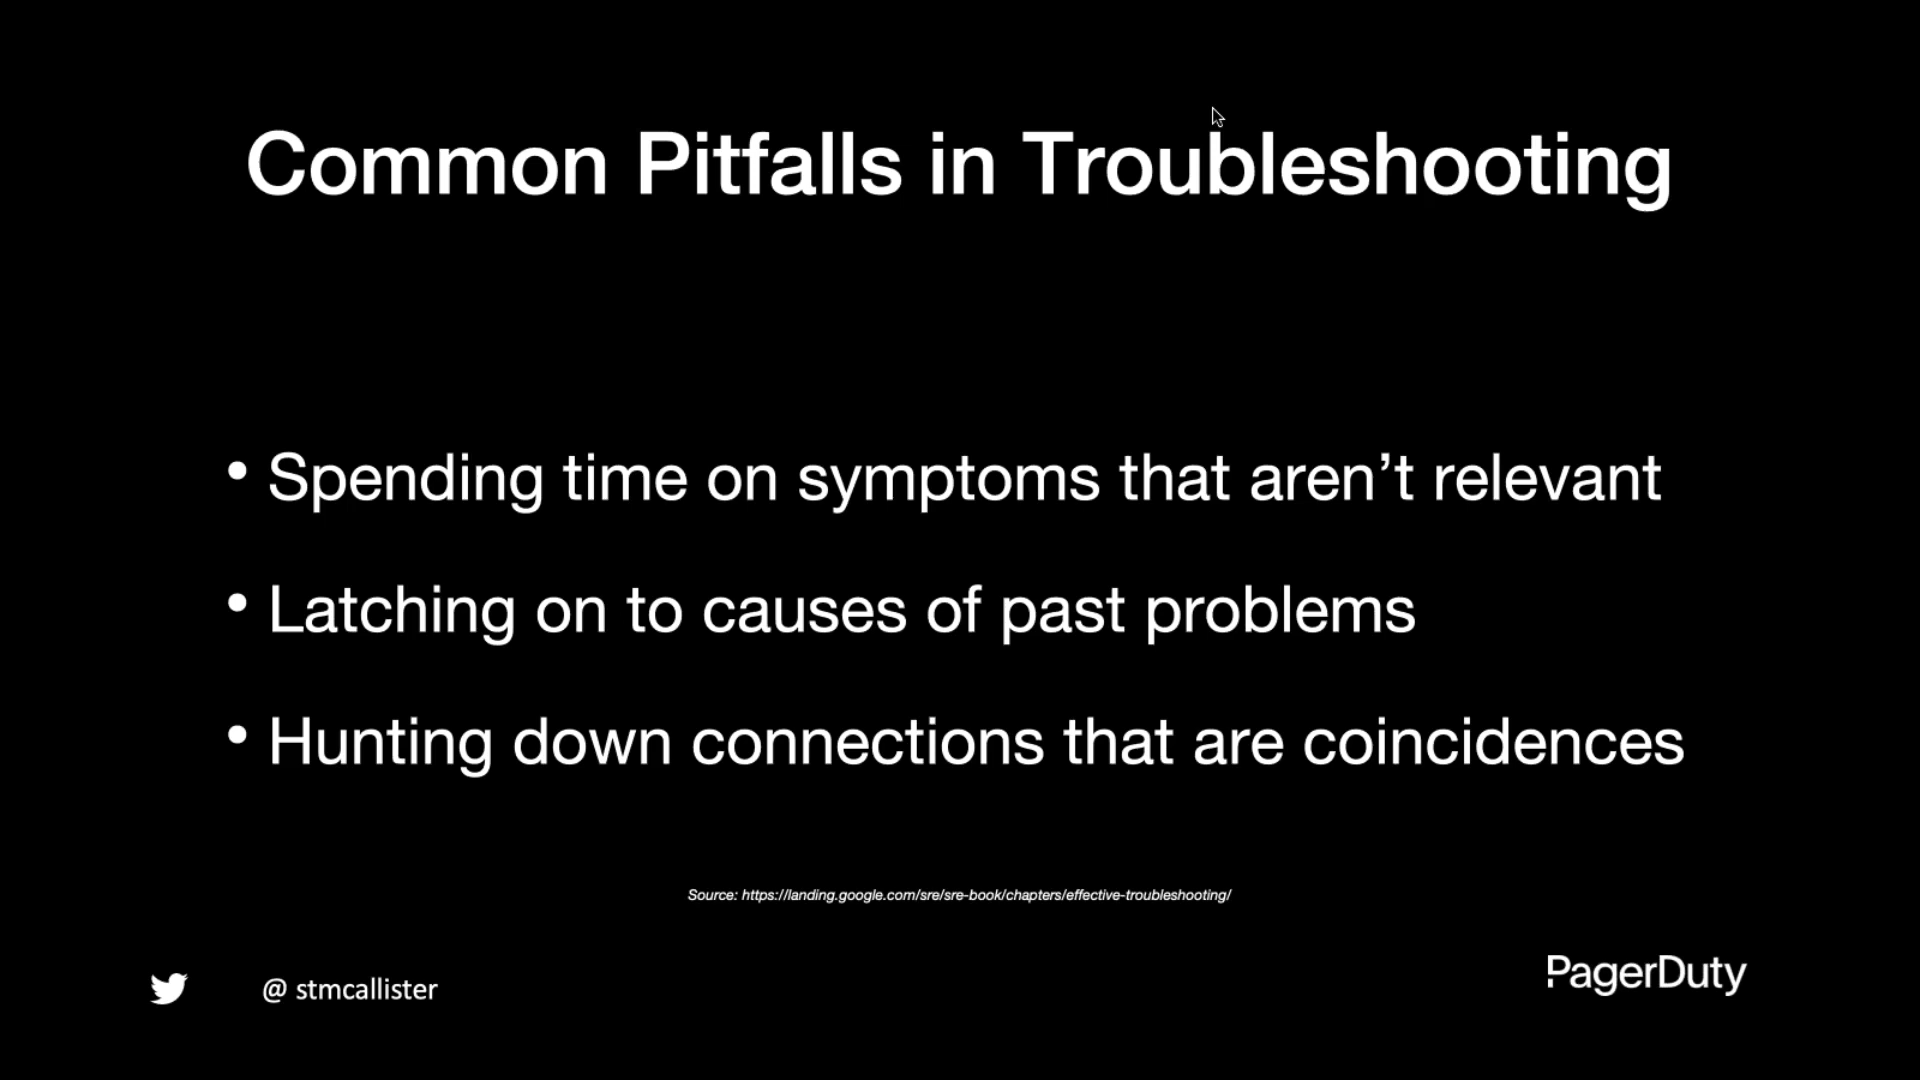 Common Pitfalls in Troubleshooting
• Spending time on symptoms that aren’t relevant
• Latching on to causes of past problems
• Hunting down connections that are coincidences
Source: https://landing.google.com/sre/sre-book/chapters/effective-troubleshooting/
@ stmcallister
PagerDuty